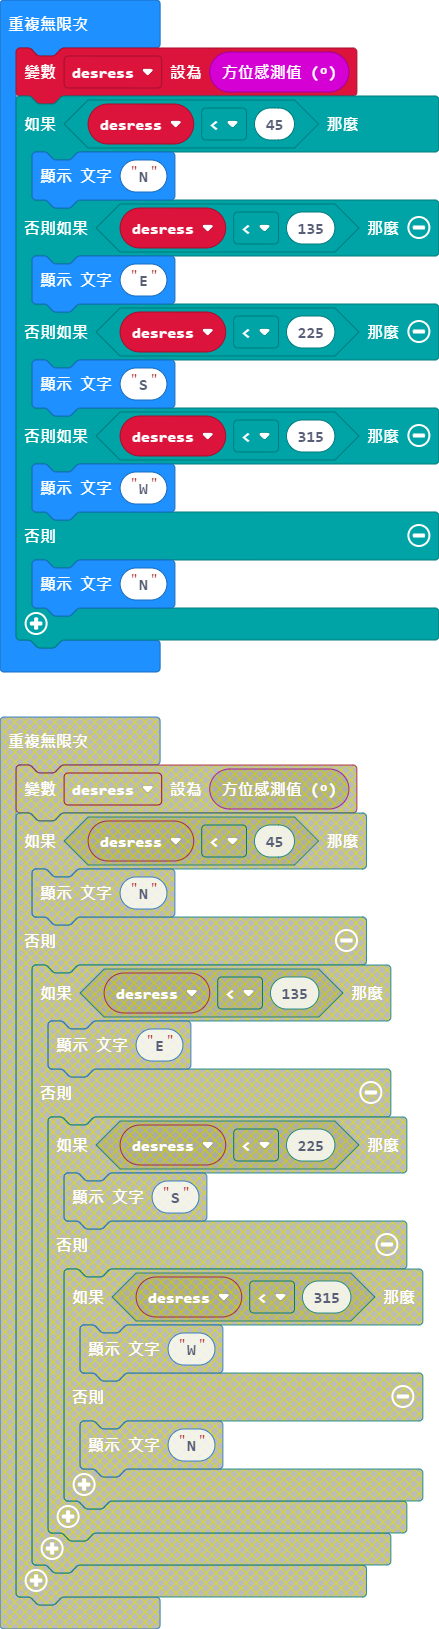 重複無限次
變數 desress 設為 方位感測值 (°)
如果 desress < 45 那麼
顯示 文字 "N"
否則如果 desress < 135 那麼
顯示 文字 "E"
否則如果 desress < 225 那麼
顯示 文字 "S"
否則如果 desress < 315 那麼
顯示 文字 "W"
否則
顯示 文字 "N"
重複無限次
變數 desress 設為 方位感測值 (°)
如果 desress < 45 那麼
顯示 文字 "N"
否則
如果 desress < 135 那麼
顯示 文字 "E"
否則
如果 desress < 225 那麼
顯示 文字 "S"
否則
如果 desress < 315 那麼
顯示 文字 "W"
否則
顯示 文字 "N"